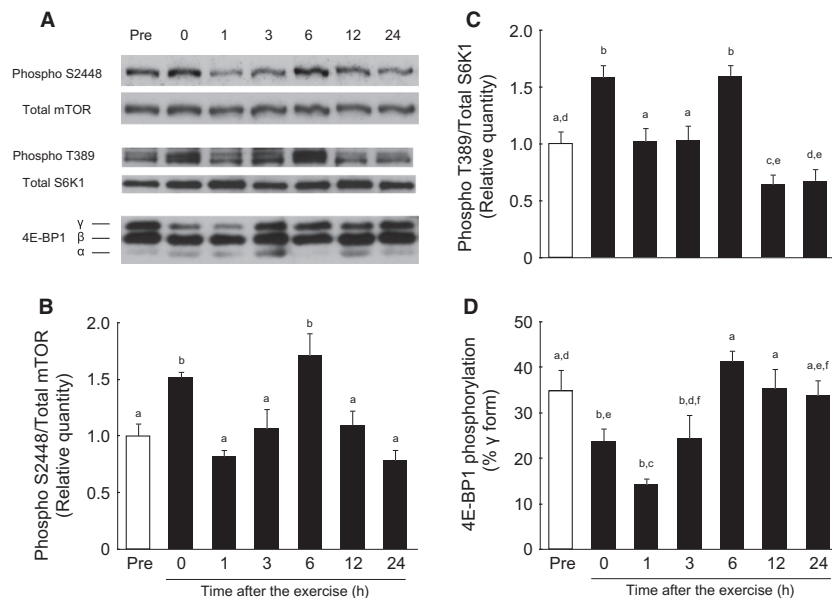 A
Pre 0 1 3 6 12 24
Phospho S2448
Total mTOR
Phospho T389
Total S6K1
γ
4E-BP1 β
α
B
Phospho S2448/Total mTOR
(Relative quantity)
2.0
1.5
1.0
0.5
0
a b a a b a a
Pre 0 1 3 6 12 24
Time after the exercise (h)
C
Phospho T389/Total S6K1
(Relative quantity)
2.0
1.5
1.0
0.5
0.0
a,d b a a b c,e d,e
D
4E-BP1 phosphorylation
(% γ form)
50
40
30
20
10
0
a,d b,e b,c b,d,f a a a,e,f
Pre 0 1 3 6 12 24
Time after the exercise (h)